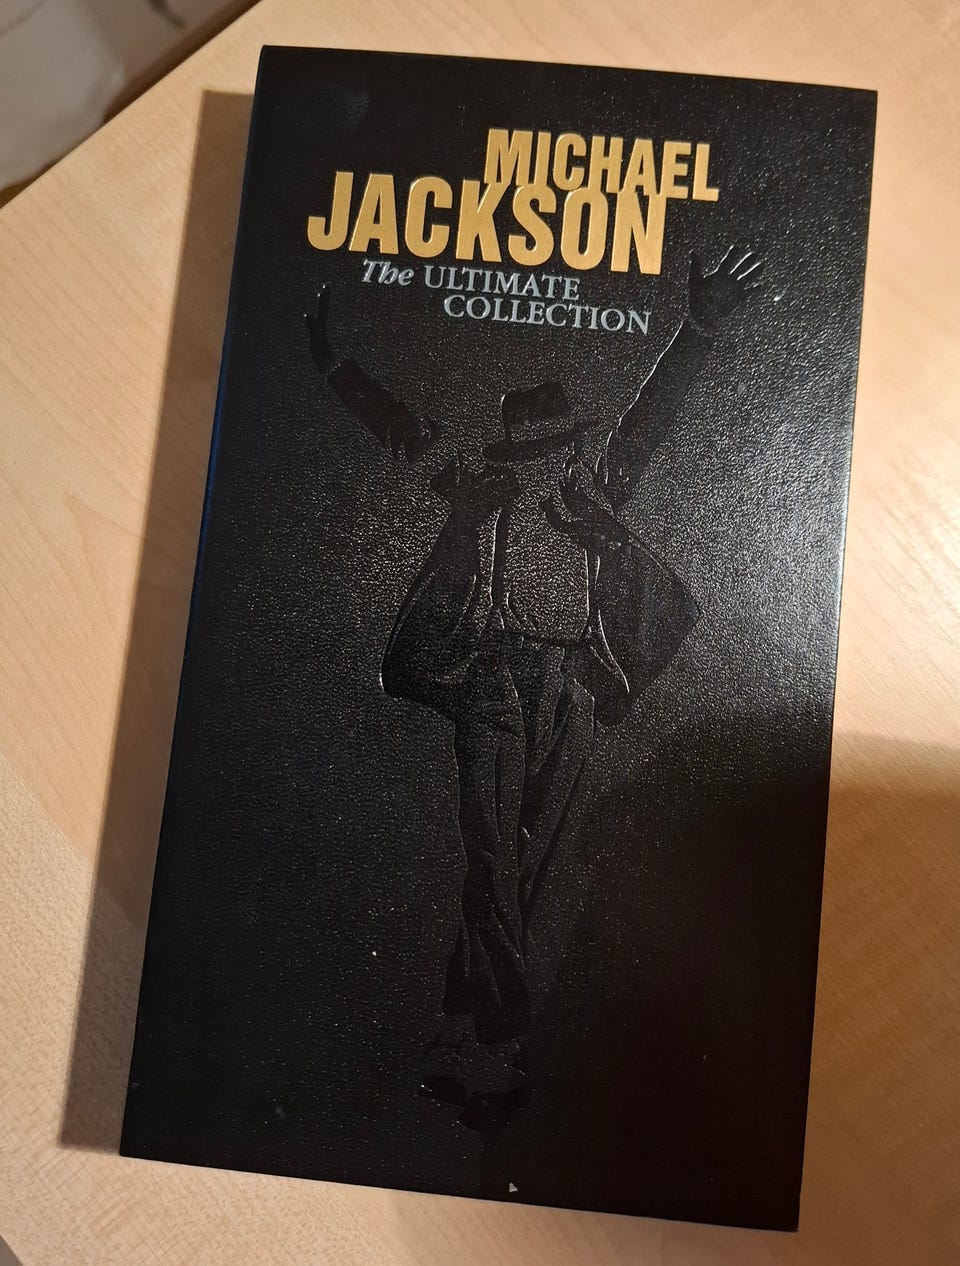 MICHAEL
JACKSON
The ULTIMATE
COLLECTION